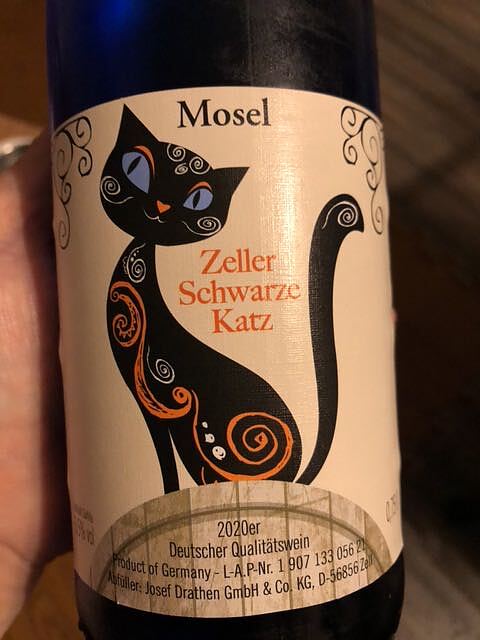 Mosel
Zeller
Schwarze
Katz
2020er
Deutscher Qualitätswein
Product of Germany - L-A.P-Nr. 1 907 133 056 21
Abfüller: Josef Drathen GmbH & Co. KG, D-56856 Zell